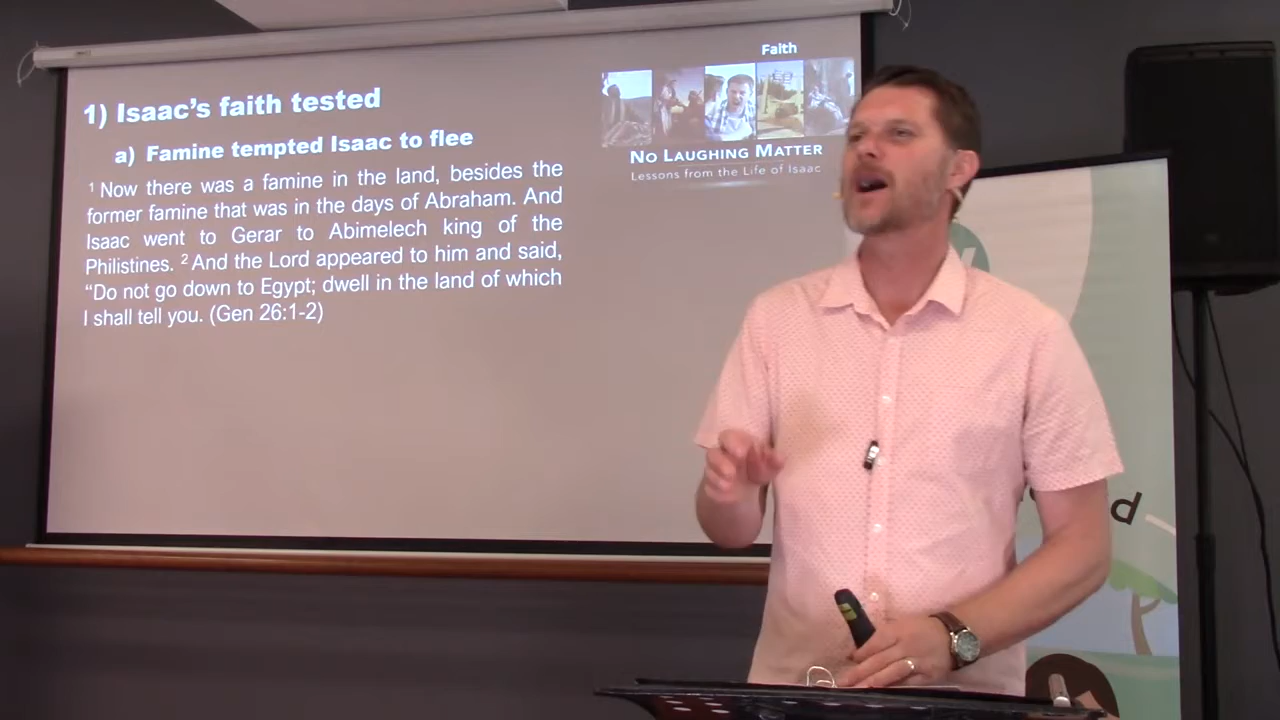 1) Isaac's faith tested
a) Famine tempted Isaac to flee
1 Now there was a famine in the land, besides the
former famine that was in the days of Abraham. And
Isaac went to Gerar to Abimelech king of the
Philistines. 2 And the Lord appeared to him and said,
“Do not go down to Egypt; dwell in the land of which
I shall tell you. (Gen 26:1-2)
Faith
NO LAUGHING MATTER
Lessons from the Life of Isaac
d